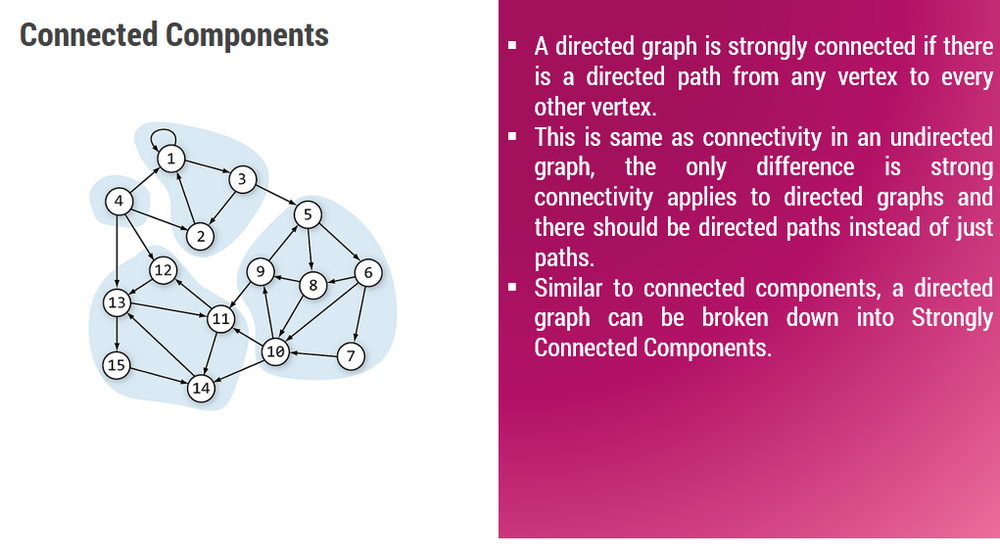 Connected Components
1
3
4
2
5
12
9
6
8
13
11
10
7
15
14
▪ A directed graph is strongly connected if there
is a directed path from any vertex to every
other vertex.
▪ This is same as connectivity in an undirected
graph, the only difference is strong
connectivity applies to directed graphs and
there should be directed paths instead of just
paths.
▪ Similar to connected components, a directed
graph can be broken down into Strongly
Connected Components.